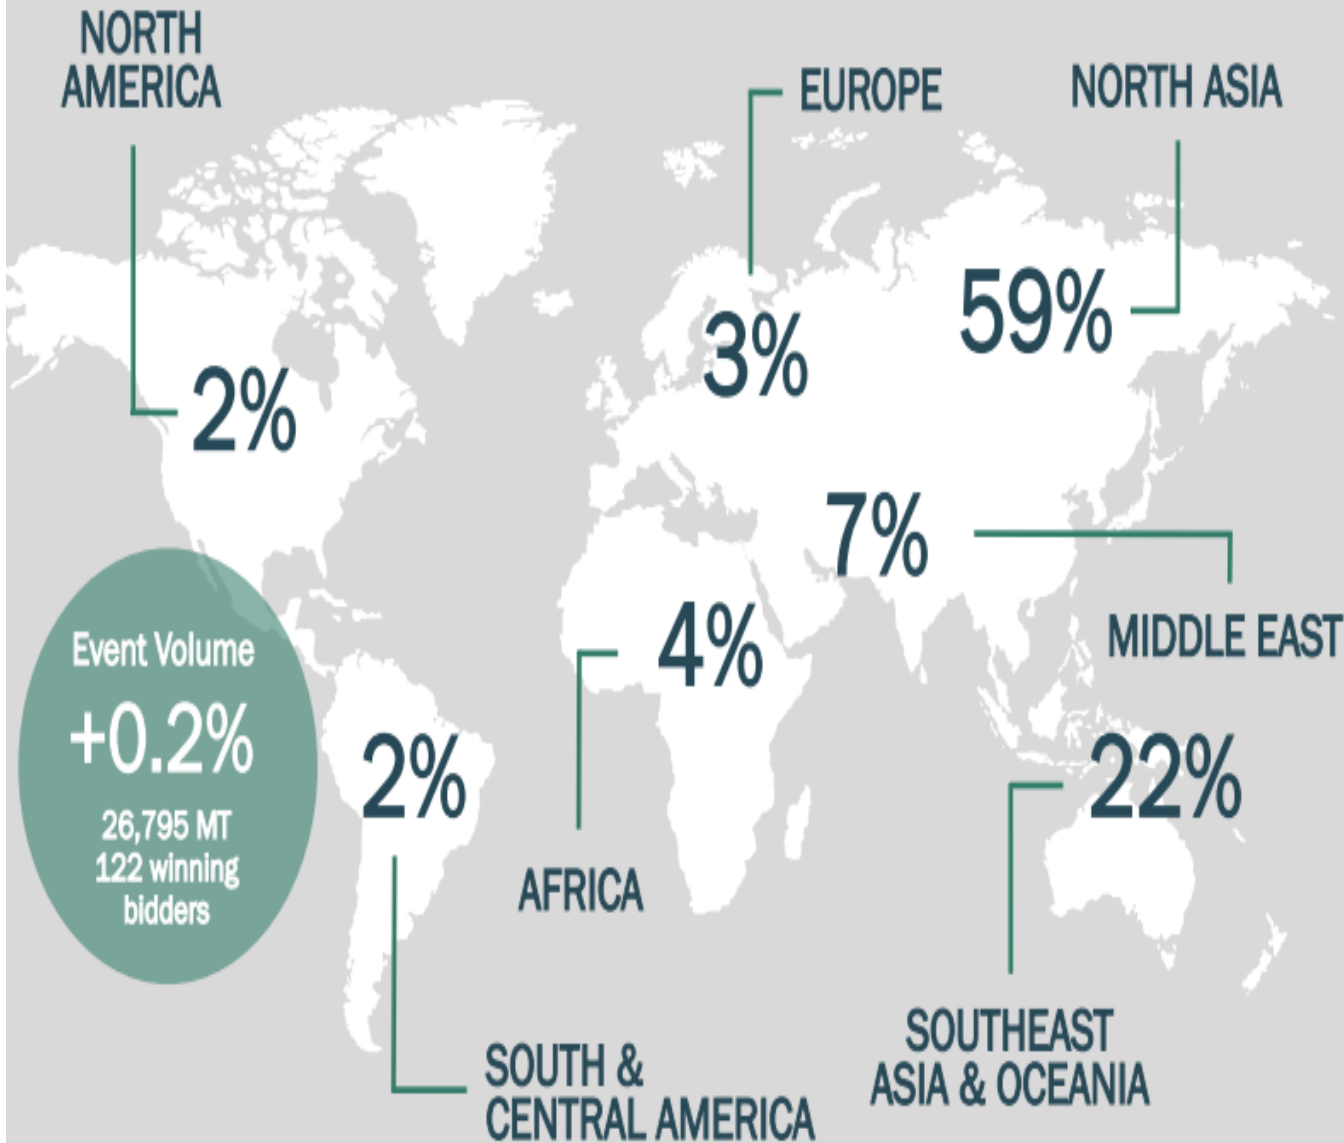 NORTH
AMERICA
2%
EUROPE
3%
NORTH ASIA
59%
7%
MIDDLE EAST
4%
AFRICA
Event Volume
+0.2%
26,795 MT
122 winning
bidders
2%
SOUTH &
CENTRAL AMERICA
22%
SOUTHEAST
ASIA & OCEANIA